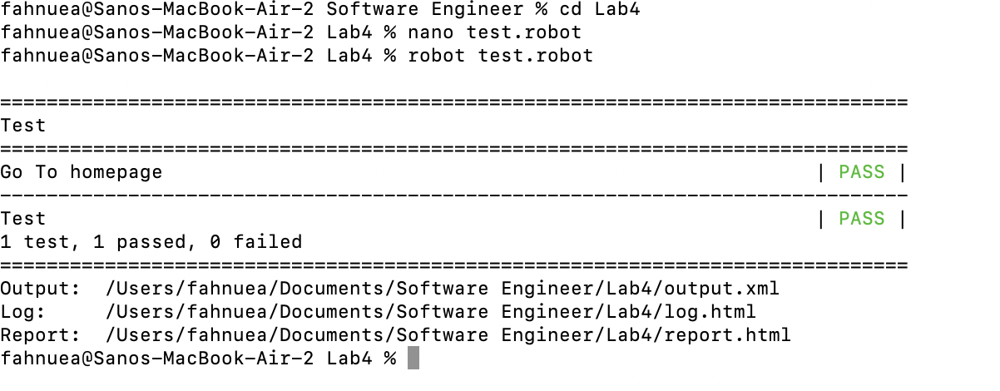 fahnuea@Sanos-MacBook-Air-2 Software Engineer % cd Lab4
fahnuea@Sanos-MacBook-Air-2 Lab4 % nano test.robot
fahnuea@Sanos-MacBook-Air-2 Lab4 % robot test.robot
==============================================================================
Test
==============================================================================
Go To homepage                                                        | PASS |
------------------------------------------------------------------------------
Test                                                                  | PASS |
1 test, 1 passed, 0 failed
==============================================================================
Output:  /Users/fahnuea/Documents/Software Engineer/Lab4/output.xml
Log:     /Users/fahnuea/Documents/Software Engineer/Lab4/log.html
Report:  /Users/fahnuea/Documents/Software Engineer/Lab4/report.html
fahnuea@Sanos-MacBook-Air-2 Lab4 %